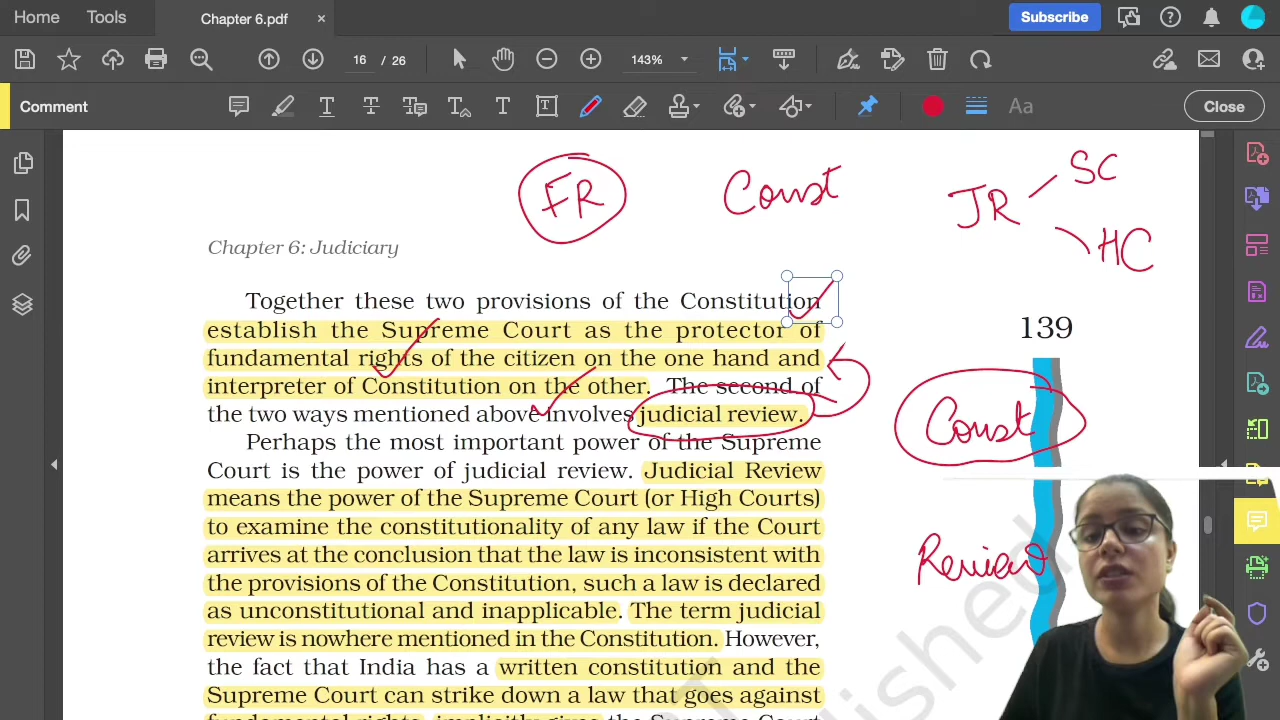 Home Tools Chapter 6.pdf × Subscribe
16 / 26 143%
Comment Aa Close
FR Const JR SC
HC
Chapter 6: Judiciary
Together these two provisions of the Constitution
establish the Supreme Court as the protector of
fundamental rights of the citizen on the one hand and
interpreter of Constitution on the other. The second of
the two ways mentioned above involves judicial review.
Perhaps the most important power of the Supreme
Court is the power of judicial review. Judicial Review
means the power of the Supreme Court (or High Courts)
to examine the constitutionality of any law if the Court
arrives at the conclusion that the law is inconsistent with
the provisions of the Constitution, such a law is declared
as unconstitutional and inapplicable. The term judicial
review is nowhere mentioned in the Constitution. However,
the fact that India has a written constitution and the
Supreme Court can strike down a law that goes against
fundamental rights, implicitly gives the Supreme Court
139
Const
Review